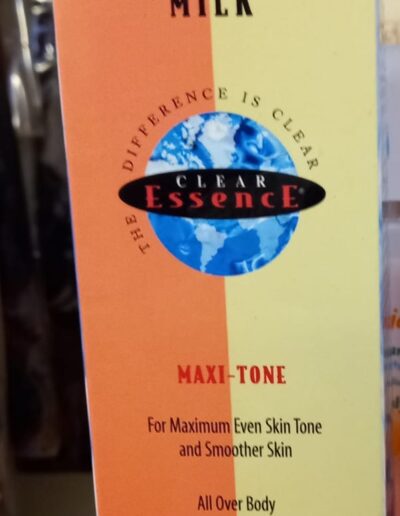 MILK
THE DIFFERENCE IS CLEAR
CLEAR
EssencE®
MAXI-TONE
For Maximum Even Skin Tone
and Smoother Skin
All Over Body